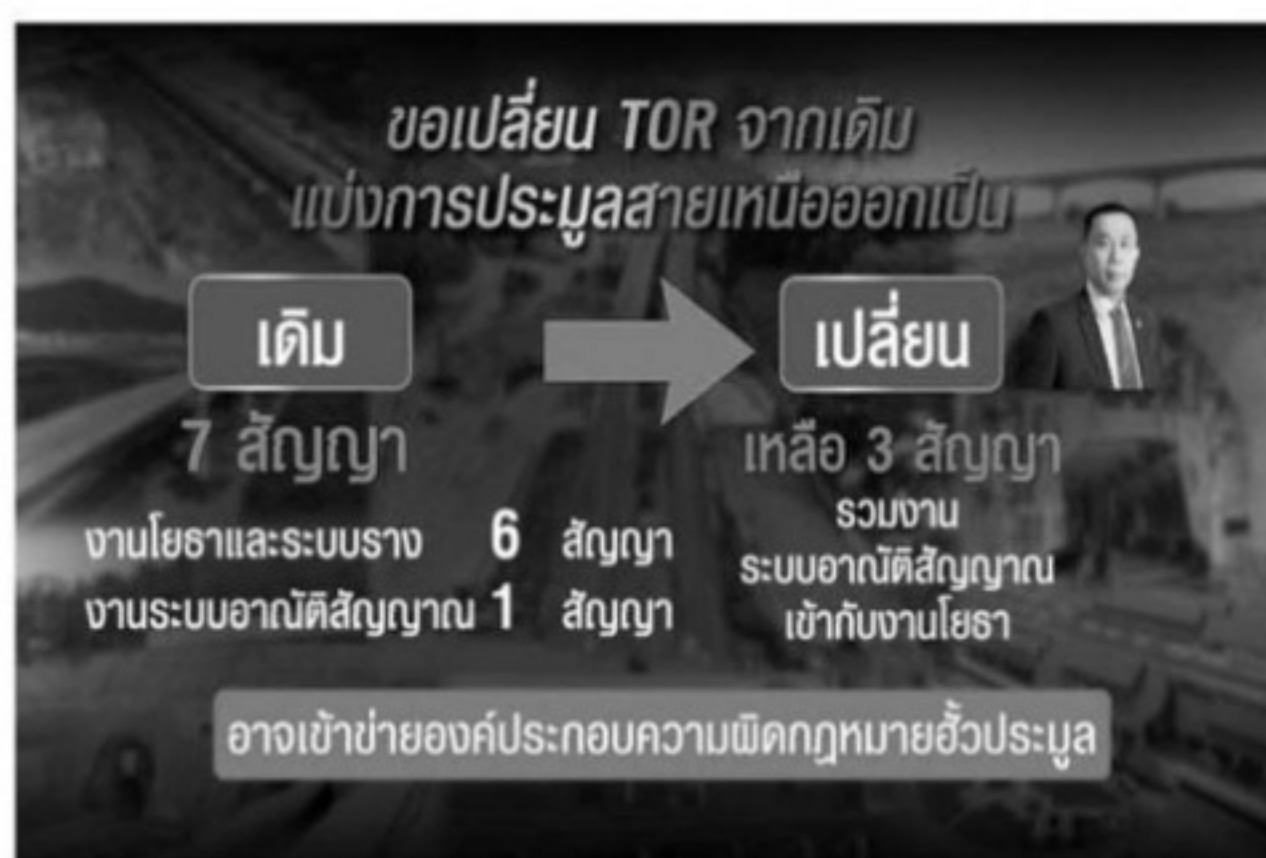 ขอเปลี่ยน TOR จากเดิม
แบ่งการประมูลสายเหนือออกเป็น
เดิม
เปลี่ยน
7 สัญญา
เหลือ 3 สัญญา
งานโยธาและระบบราง 6 สัญญา
งานระบบอาณัติสัญญาณ 1 สัญญา
รวมงาน
ระบบอาณัติสัญญาณ
เข้ากับงานโยธา
อาจเข้าข่ายองค์ประกอบความผิดกฎหมายฮั้วประมูล